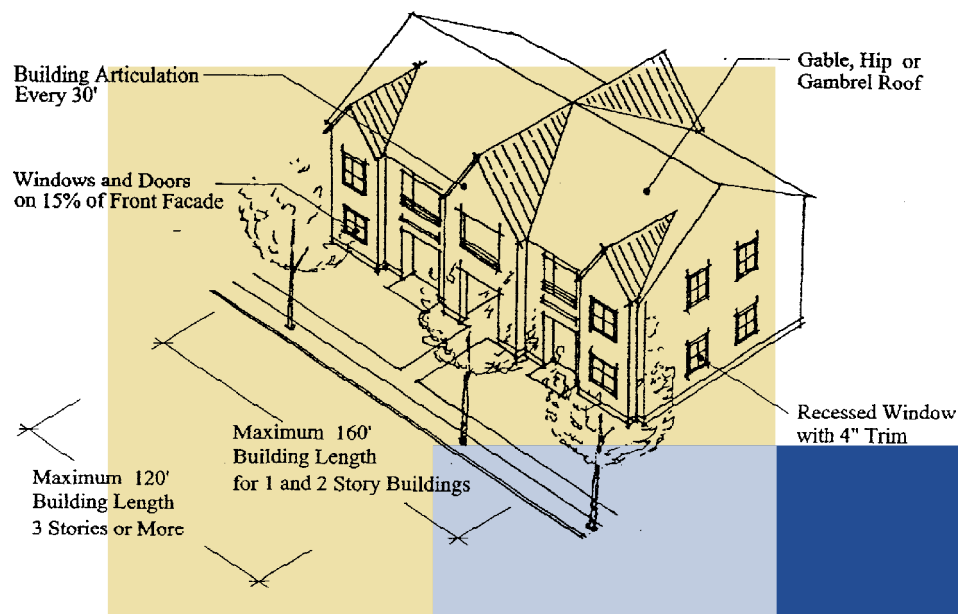 Building Articulation
Every 30'
Gable, Hip or
Gambrel Roof
Windows and Doors
on 15% of Front Facade
Recessed Window
with 4" Trim
Maximum 160'
Building Length
for 1 and 2 Story Buildings
Maximum 120'
Building Length
3 Stories or More